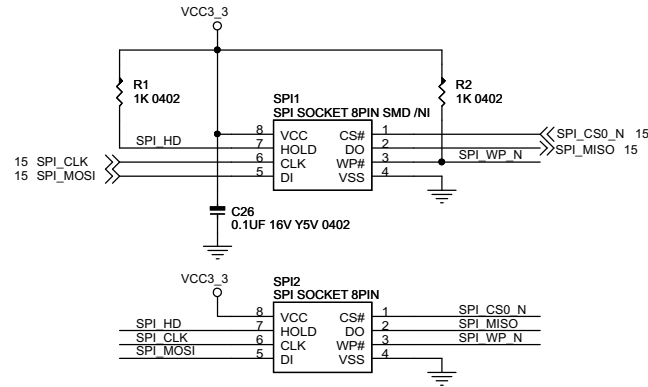 VCC3_3
R1
1K 0402
R2
1K 0402
SPI1
SPI SOCKET 8PIN SMD /NI
SPI_HD
8 VCC CS# 1
7 HOLD DO 2
6 CLK WP# 3
5 DI VSS 4
SPI_CS0_N 15
SPI_MISO 15
SPI_WP_N
15 SPI_CLK
15 SPI_MOSI
C26
0.1UF 16V Y5V 0402
VCC3_3
SPI2
SPI SOCKET 8PIN
8 VCC CS# 1 SPI_CS0_N
SPI_HD 7 HOLD DO 2 SPI_MISO
SPI_CLK 6 CLK WP# 3 SPI_WP_N
SPI_MOSI 5 DI VSS 4